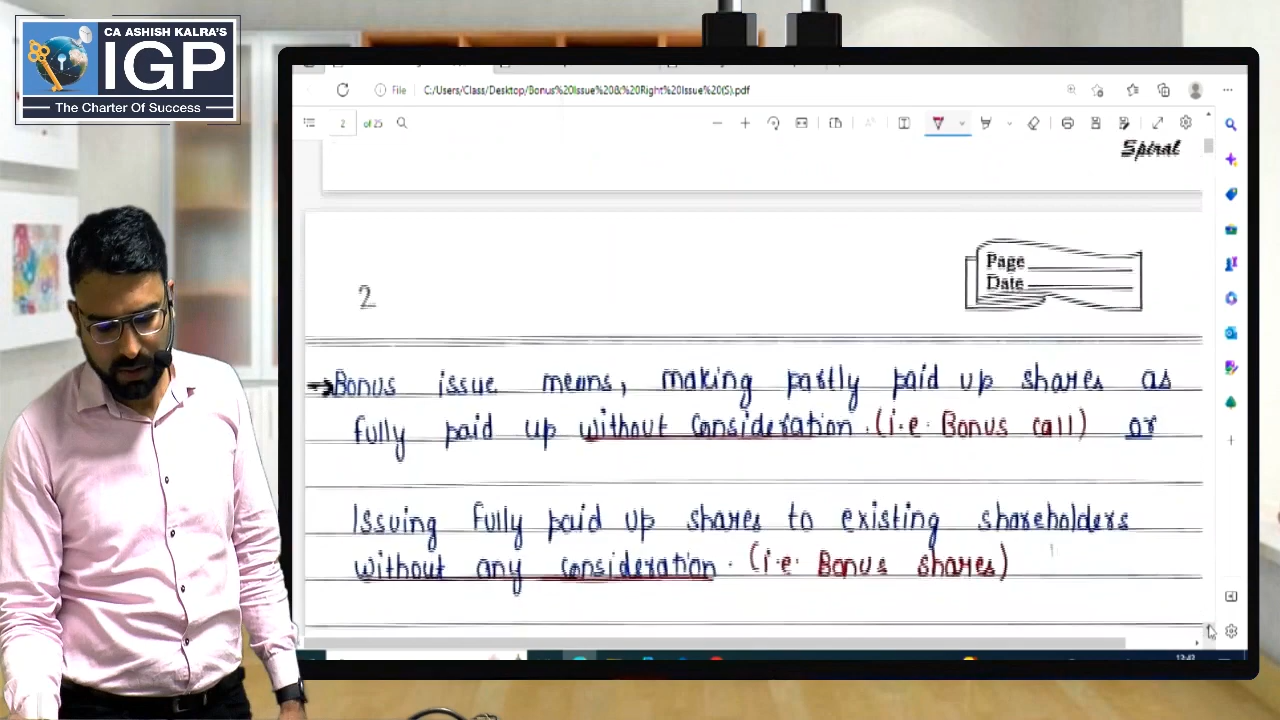 CA ASHISH KALRA'S
IGP
The Charter Of Success
File C:/Users/Class/Desktop/Bonus%20Issue%20&%20Right%20Issue%20(S).pdf
2 of 25
Spiral
Page
Date
2
→Bonus issue means, making partly paid up shares as
fully paid up without consideration. (i.e. Bonus call) or
Issuing fully paid up shares to existing shareholders
without any consideration. (i.e. Bonus shares)